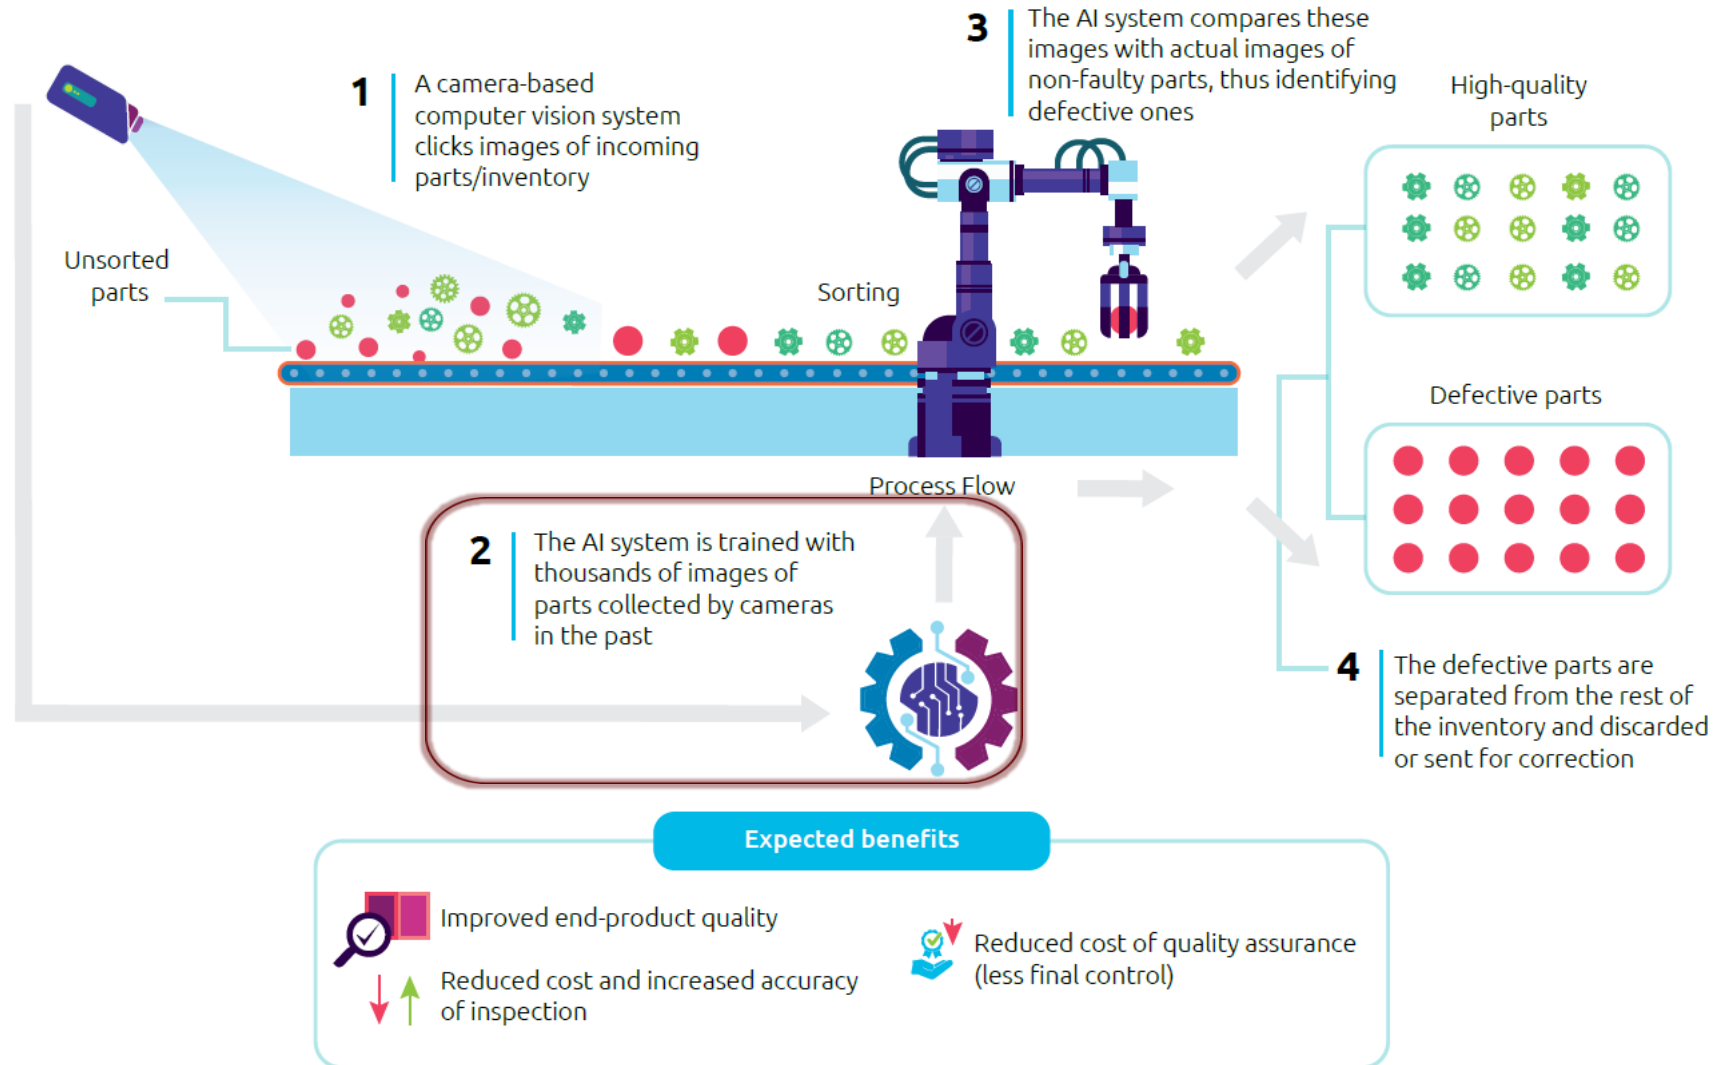 1
A camera-based
computer vision system
clicks images of incoming
parts/inventory
3
The AI system compares these
images with actual images of
non-faulty parts, thus identifying
defective ones
High-quality
parts
Unsorted
parts
Sorting
Defective parts
Process Flow
2
The AI system is trained with
thousands of images of
parts collected by cameras
in the past
4
The defective parts are
separated from the rest of
the inventory and discarded
or sent for correction
Expected benefits
Improved end-product quality
Reduced cost and increased accuracy
of inspection
Reduced cost of quality assurance
(less final control)